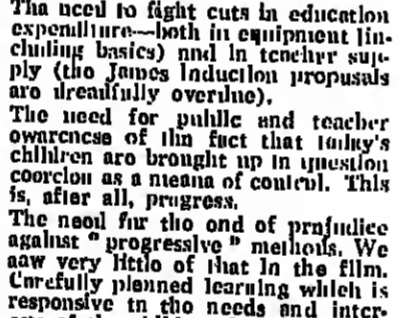 The need to fight cuts in education
expenditure—both in equipment (in-
cluding basics) and in teacher sup-
ply (the James Induction proposals
are dreadfully overdue).
The need for public and teacher
awareness of the fact that today's
children are brought up in question
coercion as a means of control. This
is, after all, progress.
The need for the end of prejudice
against " progressive " methods. We
saw very little of that in the film.
Carefully planned learning which is
responsive to the needs and inter-